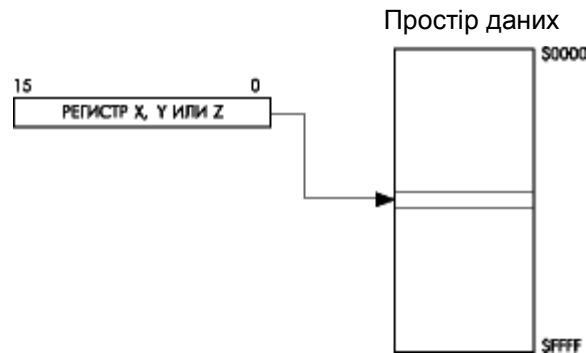 Простір даних
$0000
15 0
РЕГИСТР X, Y ИЛИ Z
$FFFF